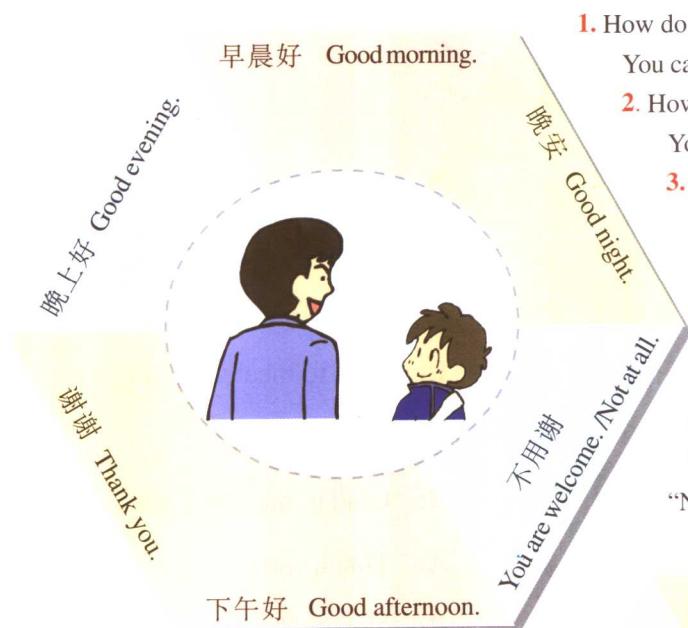 早晨好 Good morning.
晚安 Good night.
不用谢
You are welcome. /Not at all.
下午好 Good afternoon.
谢谢 Thank you.
晚上好 Good evening.
1. How do
You
2. How
3.